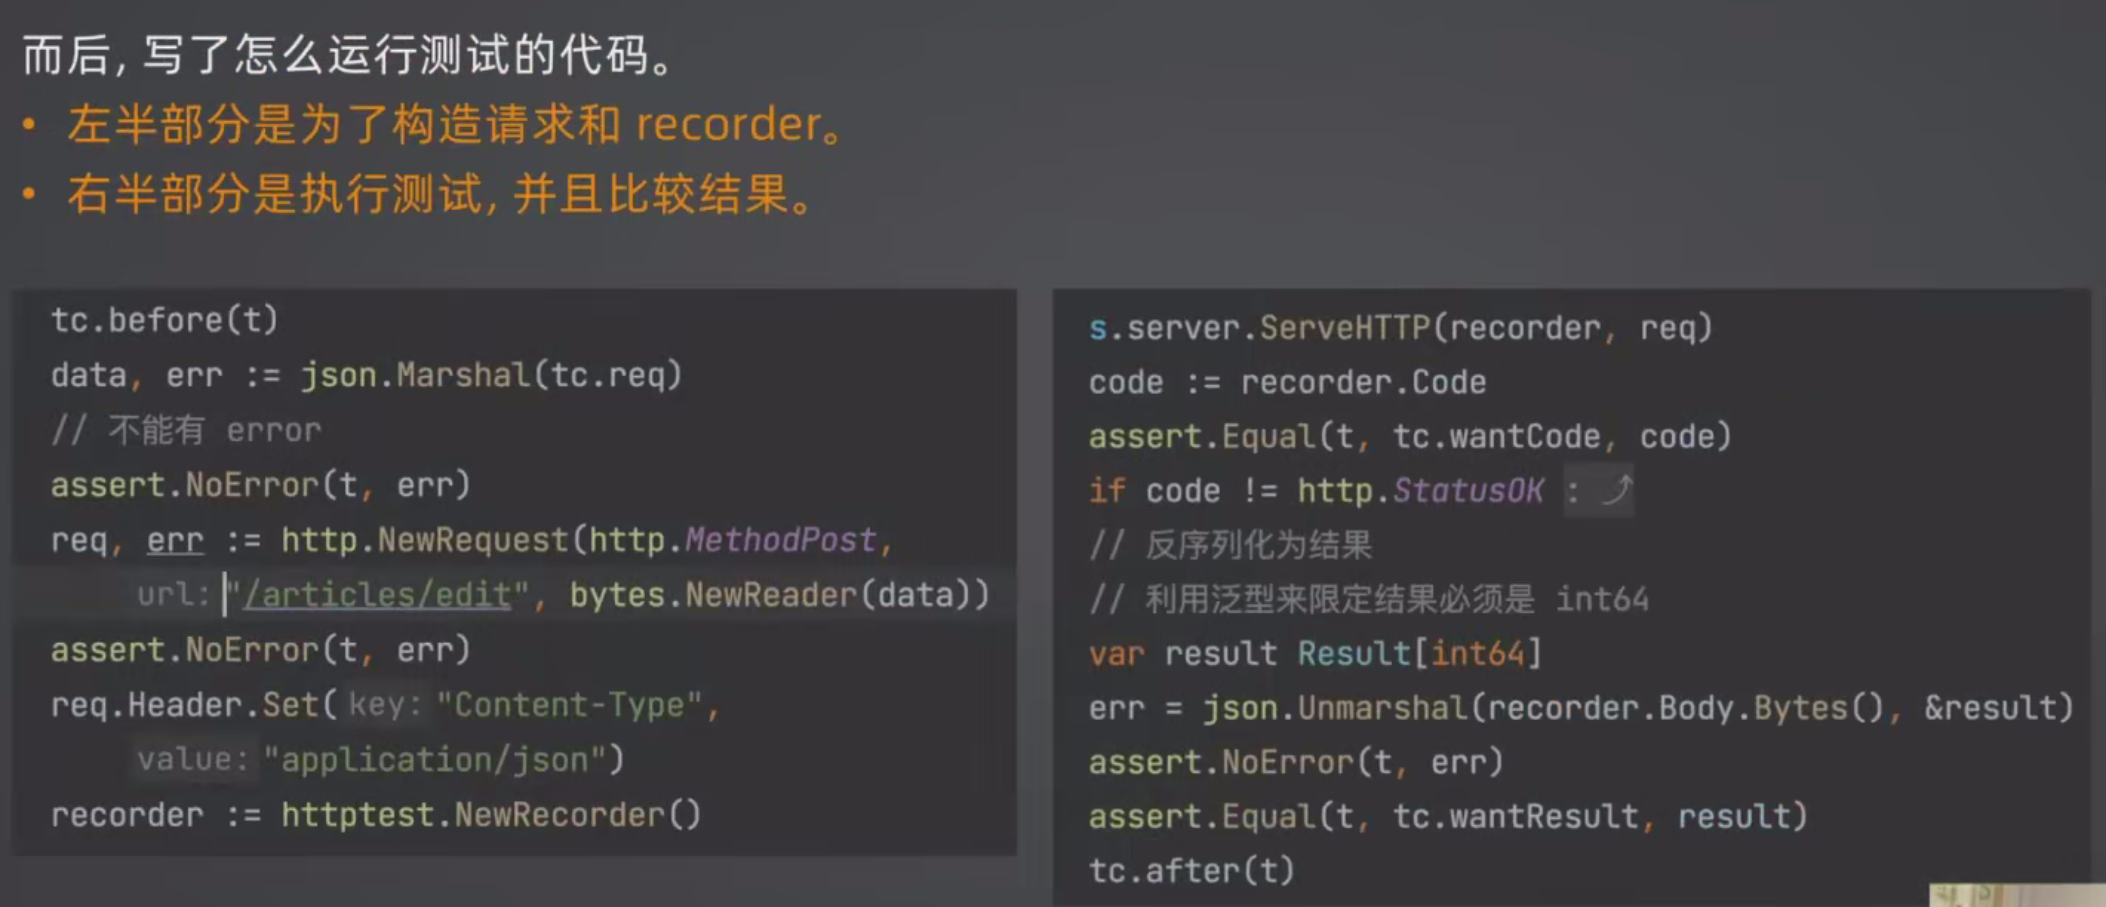 而后, 写了怎么运行测试的代码。
• 左半部分是为了构造请求和 recorder。
• 右半部分是执行测试, 并且比较结果。
tc.before(t)
data, err := json.Marshal(tc.req)
// 不能有 error
assert.NoError(t, err)
req, err := http.NewRequest(http.MethodPost,
url: "/articles/edit", bytes.NewReader(data))
assert.NoError(t, err)
req.Header.Set( key: "Content-Type",
value: "application/json")
recorder := httptest.NewRecorder()
s.server.ServeHTTP(recorder, req)
code := recorder.Code
assert.Equal(t, tc.wantCode, code)
if code != http.StatusOK : ⤴
// 反序列化为结果
// 利用泛型来限定结果必须是 int64
var result Result[int64]
err = json.Unmarshal(recorder.Body.Bytes(), &result)
assert.NoError(t, err)
assert.Equal(t, tc.wantResult, result)
tc.after(t)